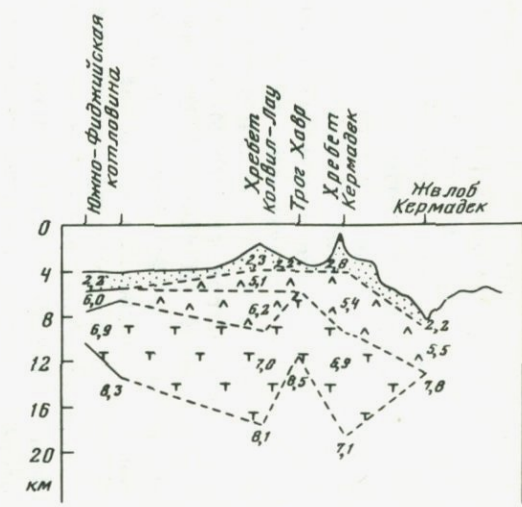 Южно-Фиджийская
котлавина
Хребет
Колвил-Лау
Трог Хавр
Хребет
Кермадек
Жвлоб
Кермадек
0
4
8
12
16
20
км
2,2
6,0
6,9
8,3
2,3
5,1
6,2
7,0
8,1
8,5
2,8
5,4
6,9
7,1
2,2
5,5
7,8